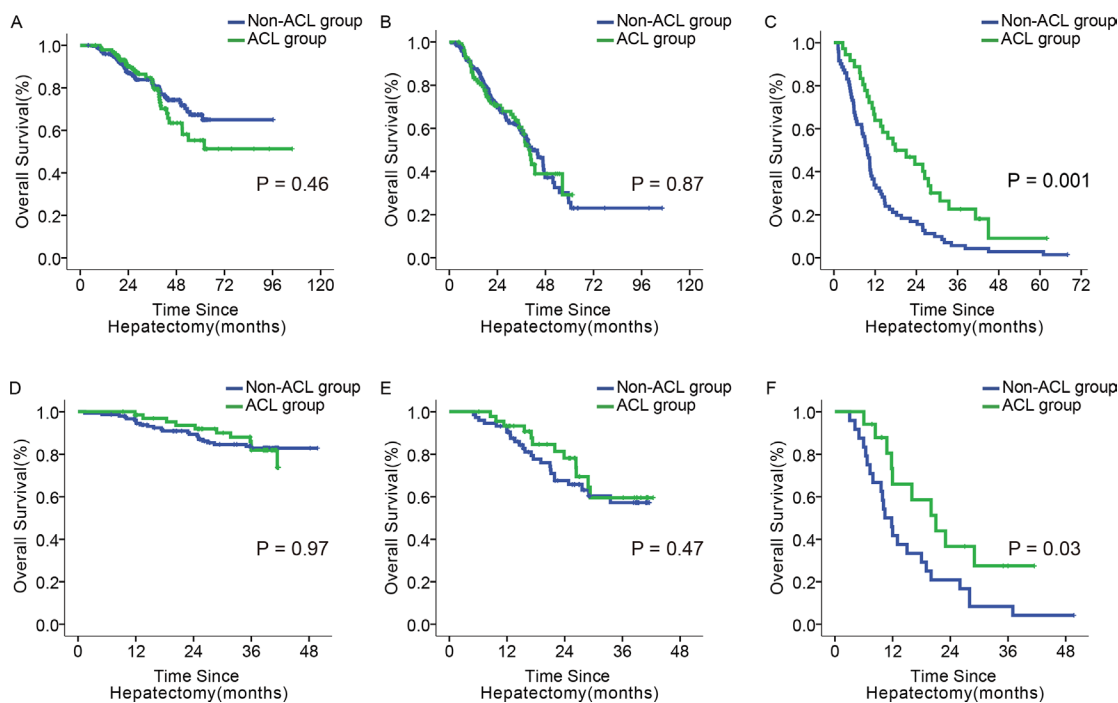 A
Non-ACL group
ACL group
Overall Survival(%)
1.0
0.8
0.6
0.4
0.2
0.0
P = 0.46
0 24 48 72 96 120
Time Since
Hepatectomy(months)
B
Non-ACL group
ACL group
Overall Survival(%)
1.0
0.8
0.6
0.4
0.2
0.0
P = 0.87
0 24 48 72 96 120
Time Since
Hepatectomy(months)
C
Non-ACL group
ACL group
Overall Survival(%)
1.0
0.8
0.6
0.4
0.2
0.0
P = 0.001
0 12 24 36 48 60 72
Time Since
Hepatectomy(months)
D
Non-ACL group
ACL group
Overall Survival(%)
1.0
0.8
0.6
0.4
0.2
0.0
P = 0.97
0 12 24 36 48
Time Since
Hepatectomy(months)
E
Non-ACL group
ACL group
Overall Survival(%)
1.0
0.8
0.6
0.4
0.2
0.0
P = 0.47
0 12 24 36 48
Time Since
Hepatectomy(months)
F
Non-ACL group
ACL group
Overall Survival(%)
1.0
0.8
0.6
0.4
0.2
0.0
P = 0.03
0 12 24 36 48
Time Since
Hepatectomy(months)